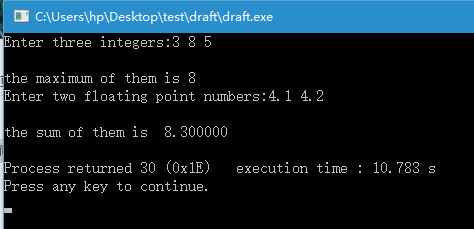 C:\Users\hp\Desktop\test\draft\draft.exe
Enter three integers:3 8 5
the maximum of them is 8
Enter two floating point numbers:4.1 4.2
the sum of them is  8.300000
Process returned 30 (0x1E)   execution time : 10.783 s
Press any key to continue.